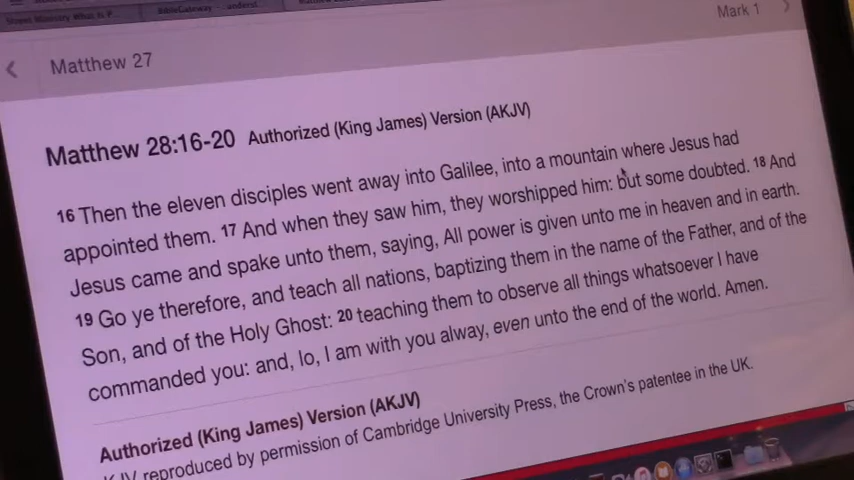 Street Ministry What Is P...
BibleGateway
Mark 1
Matthew 27
Matthew 28:16-20 Authorized (King James) Version (AKJV)
16 Then the eleven disciples went away into Galilee, into a mountain where Jesus had
appointed them. 17 And when they saw him, they worshipped him: but some doubted. 18 And
Jesus came and spake unto them, saying, All power is given unto me in heaven and in earth.
19 Go ye therefore, and teach all nations, baptizing them in the name of the Father, and of the
Son, and of the Holy Ghost: 20 teaching them to observe all things whatsoever I have
commanded you: and, lo, I am with you alway, even unto the end of the world. Amen.
Authorized (King James) Version (AKJV)
KJV reproduced by permission of Cambridge University Press, the Crown's patentee in the UK.